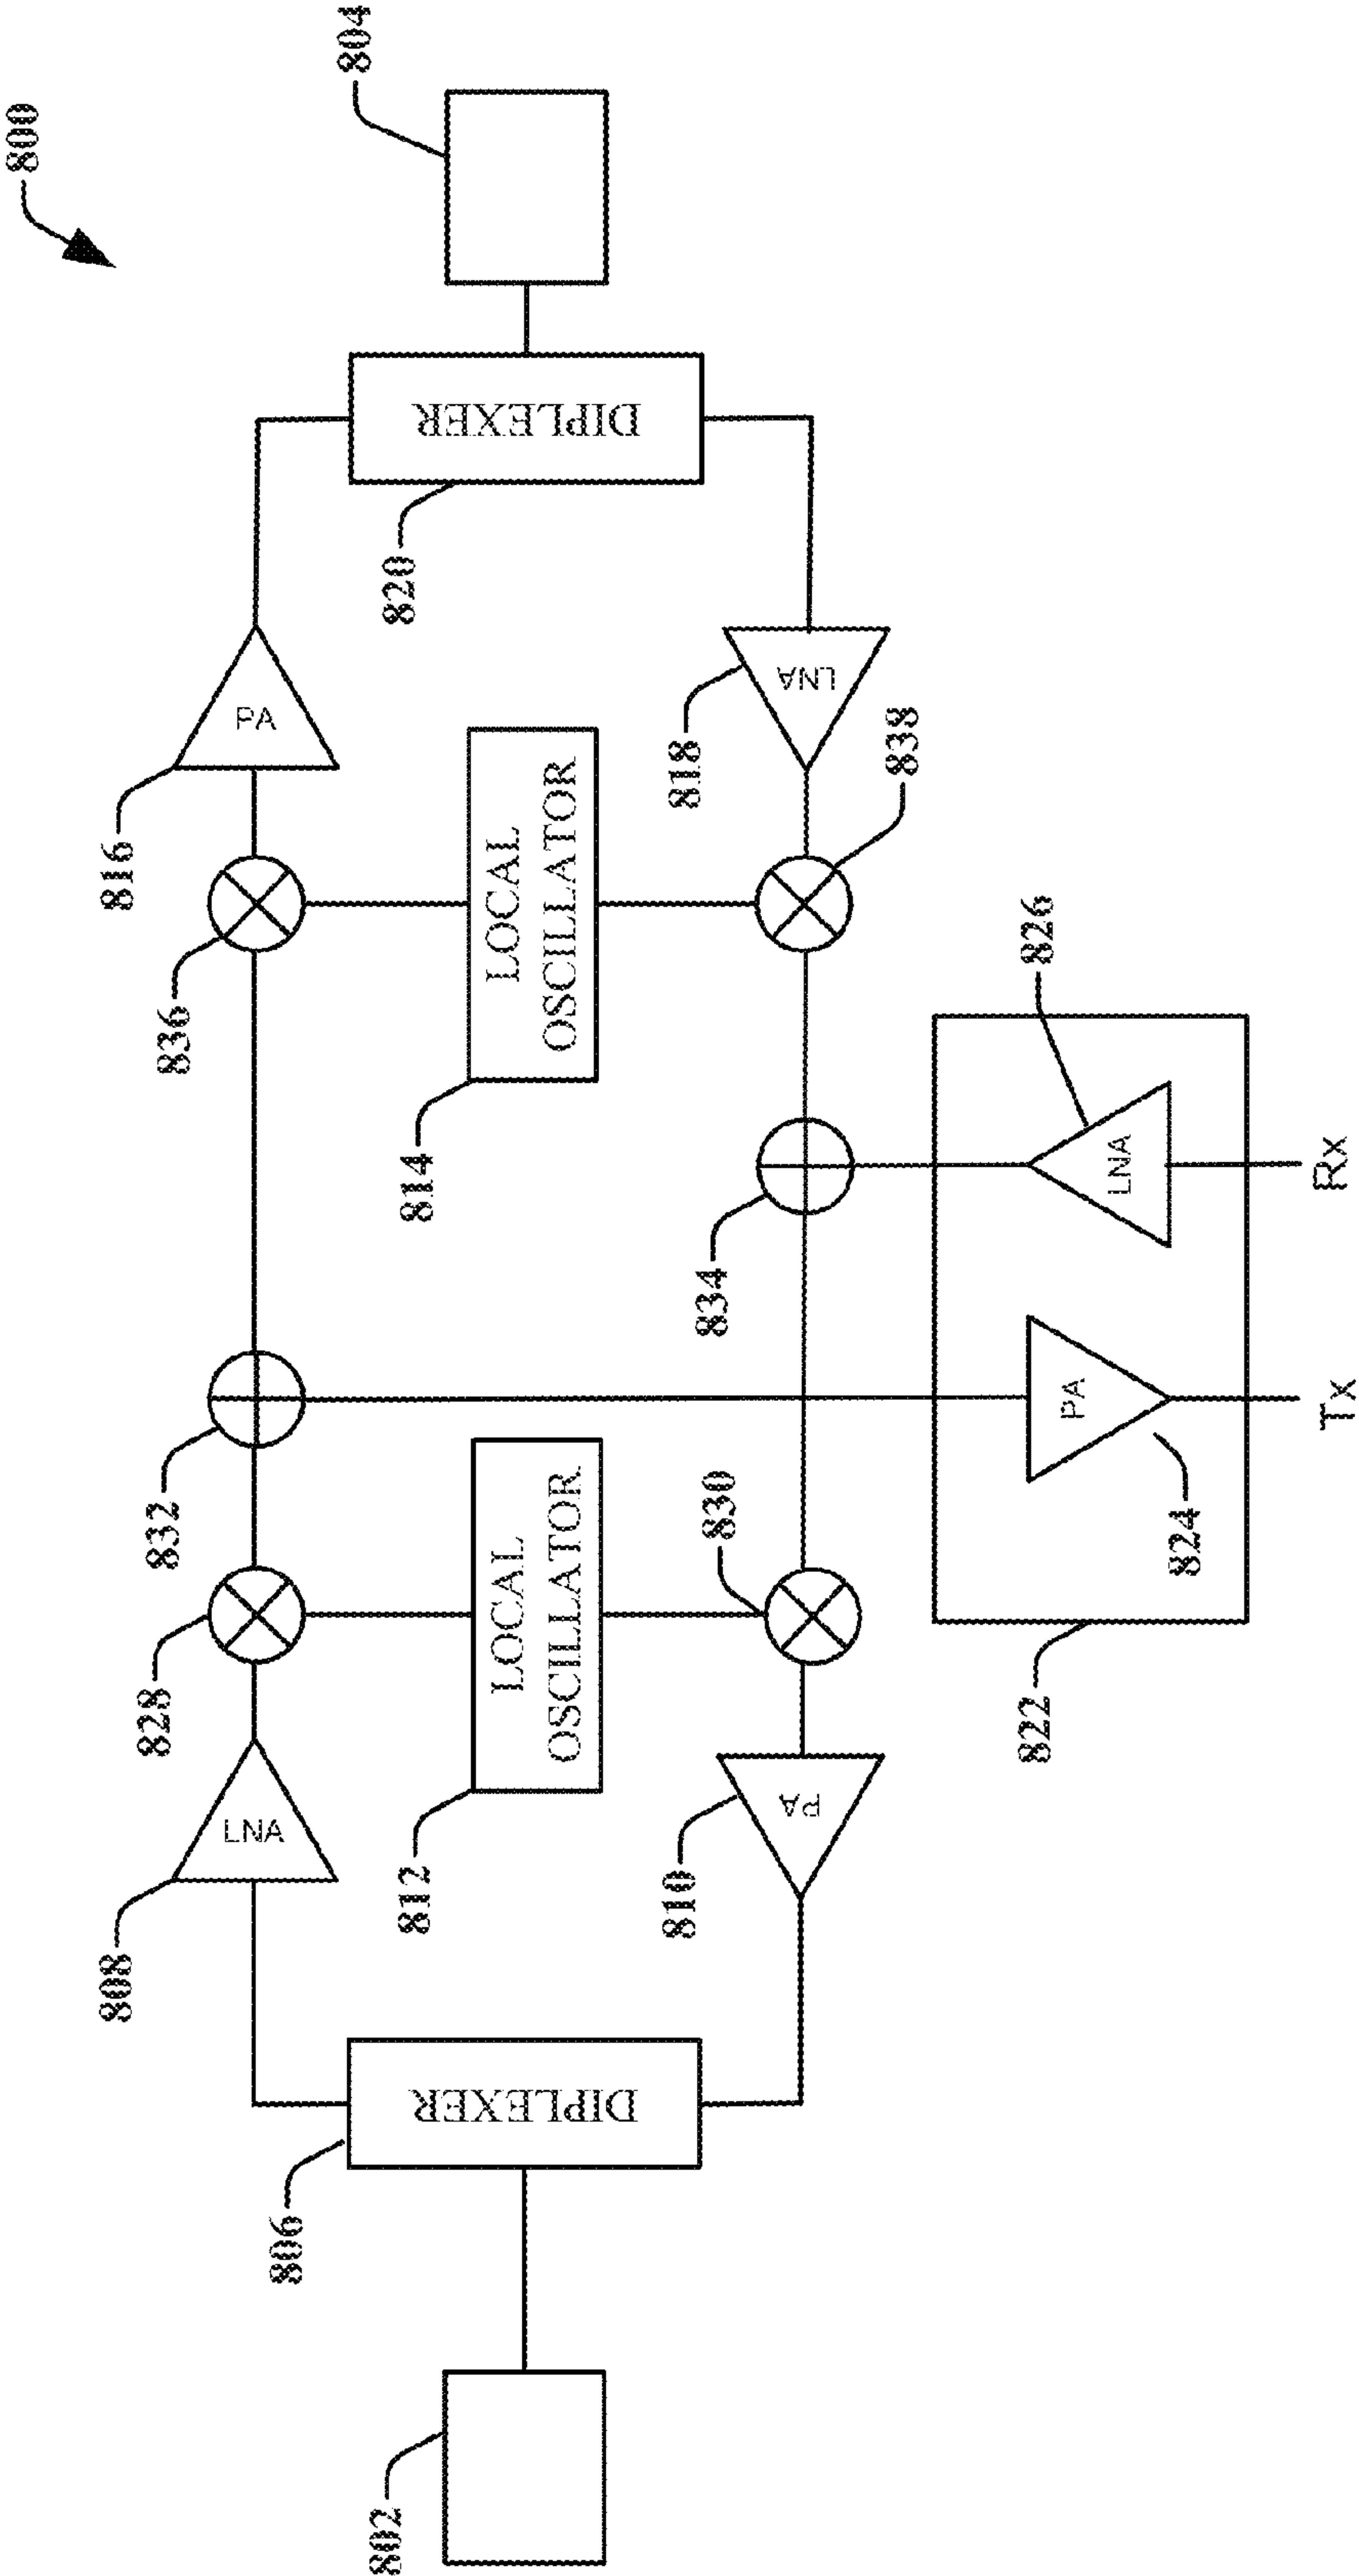 800
804
802
806
DIPLEXER
808
LNA
828
832
836
816
PA
820
DIPLEXER
812
LOCAL
OSCILLATOR
814
LOCAL
OSCILLATOR
810
PA
830
834
838
818
LNA
822
824
PA
826
LNA
Tx
Rx